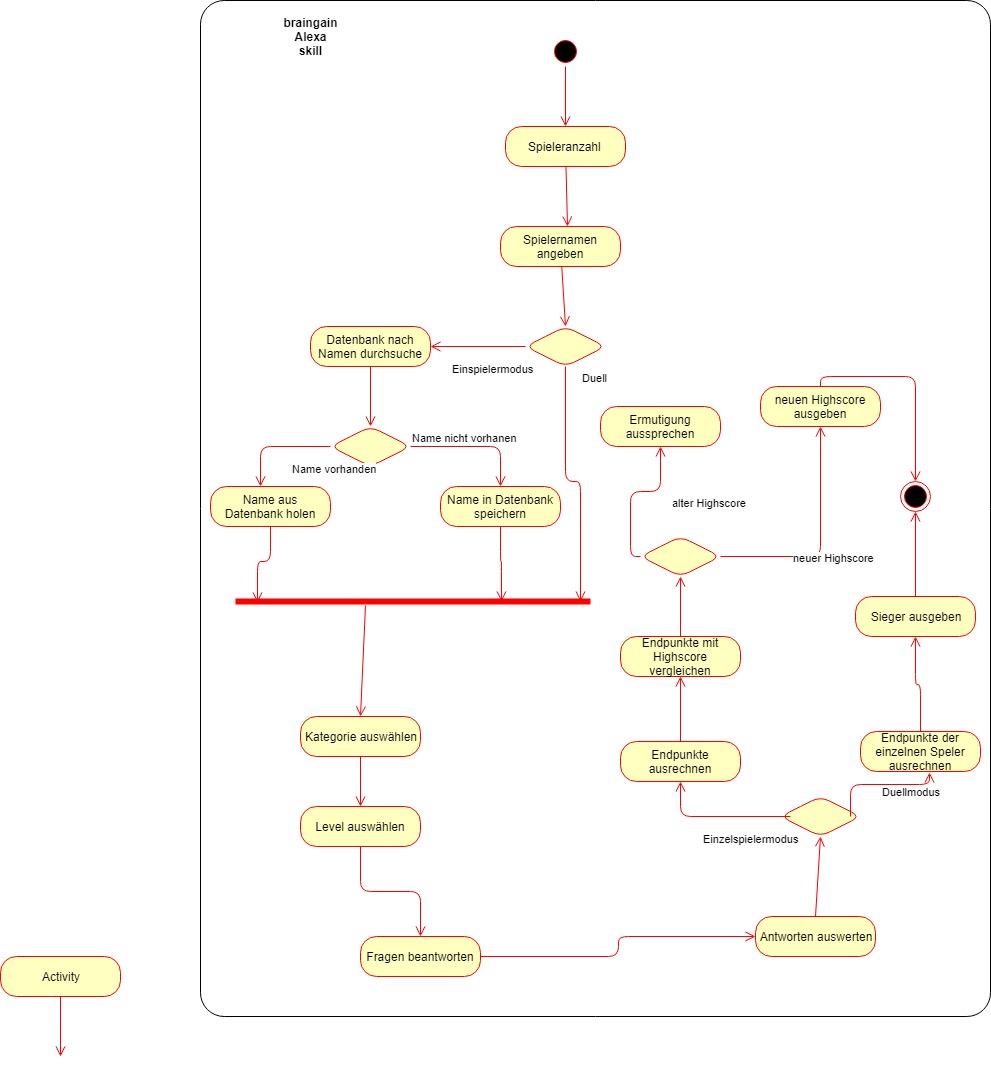 braingain
Alexa
skill
Spieleranzahl
Spielernamen
angeben
Datenbank nach
Namen durchsuche
Einspielermodus
Duell
Name nicht vorhanen
Name vorhanden
Name aus
Datenbank holen
Name in Datenbank
speichern
Ermutigung
aussprechen
neuen Highscore
ausgeben
alter Highscore
neuer Highscore
Sieger ausgeben
Endpunkte mit
Highscore
vergleichen
Kategorie auswählen
Endpunkte
ausrechnen
Endpunkte der
einzelnen Speler
ausrechnen
Duellmodus
Level auswählen
Einzelspielermodus
Fragen beantworten
Antworten auswerten
Activity